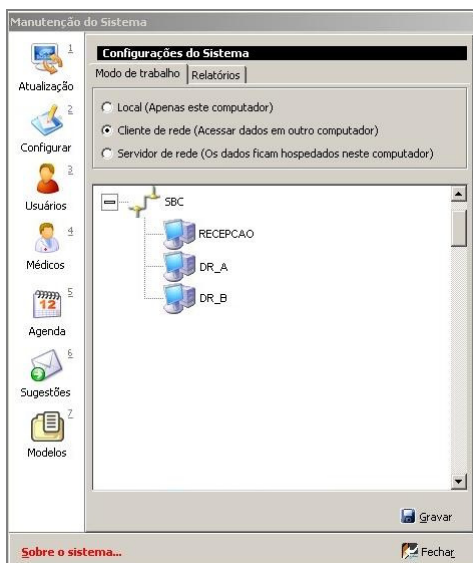 Manutenção do Sistema
1
Atualização
2
Configurar
3
Usuários
4
Médicos
5
12
Agenda
6
Sugestões
7
Modelos
Configurações do Sistema
Modo de trabalho
Relatórios
Local (Apenas este computador)
Cliente de rede (Acessar dados em outro computador)
Servidor de rede (Os dados ficam hospedados neste computador)
SBC
RECEPCAO
DR_A
DR_B
Gravar
Sobre o sistema...
Fechar